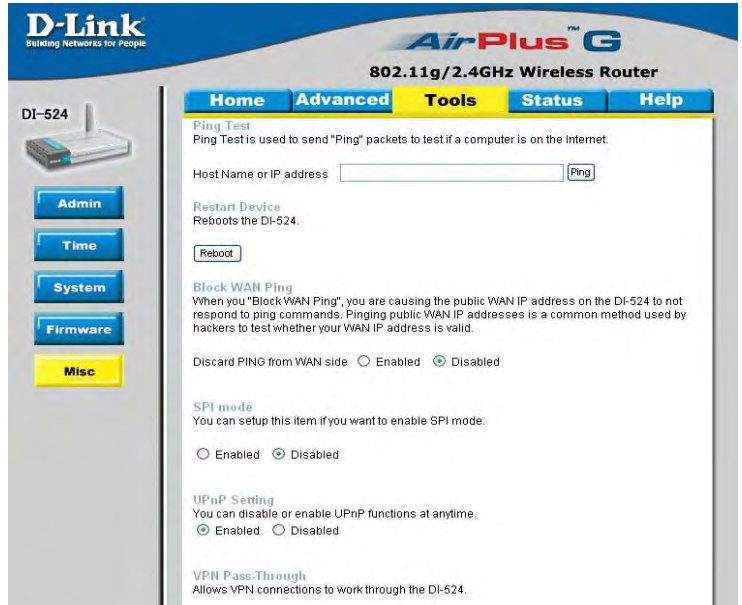 D-Link
Building Networks for People
AirPlus™ G
802.11g/2.4GHz Wireless Router
DI-524
Home Advanced Tools Status Help
Admin
Time
System
Firmware
Misc
Ping Test
Ping Test is used to send "Ping" packets to test if a computer is on the Internet.
Host Name or IP address Ping
Restart Device
Reboots the DI-524.
Reboot
Block WAN Ping
When you "Block WAN Ping", you are causing the public WAN IP address on the DI-524 to not
respond to ping commands. Pinging public WAN IP addresses is a common method used by
hackers to test whether your WAN IP address is valid.
Discard PING from WAN side Enabled Disabled
SPI mode
You can setup this item if you want to enable SPI mode.
Enabled Disabled
UPnP Setting
You can disable or enable UPnP functions at anytime.
Enabled Disabled
VPN Pass-Through
Allows VPN connections to work through the DI-524.